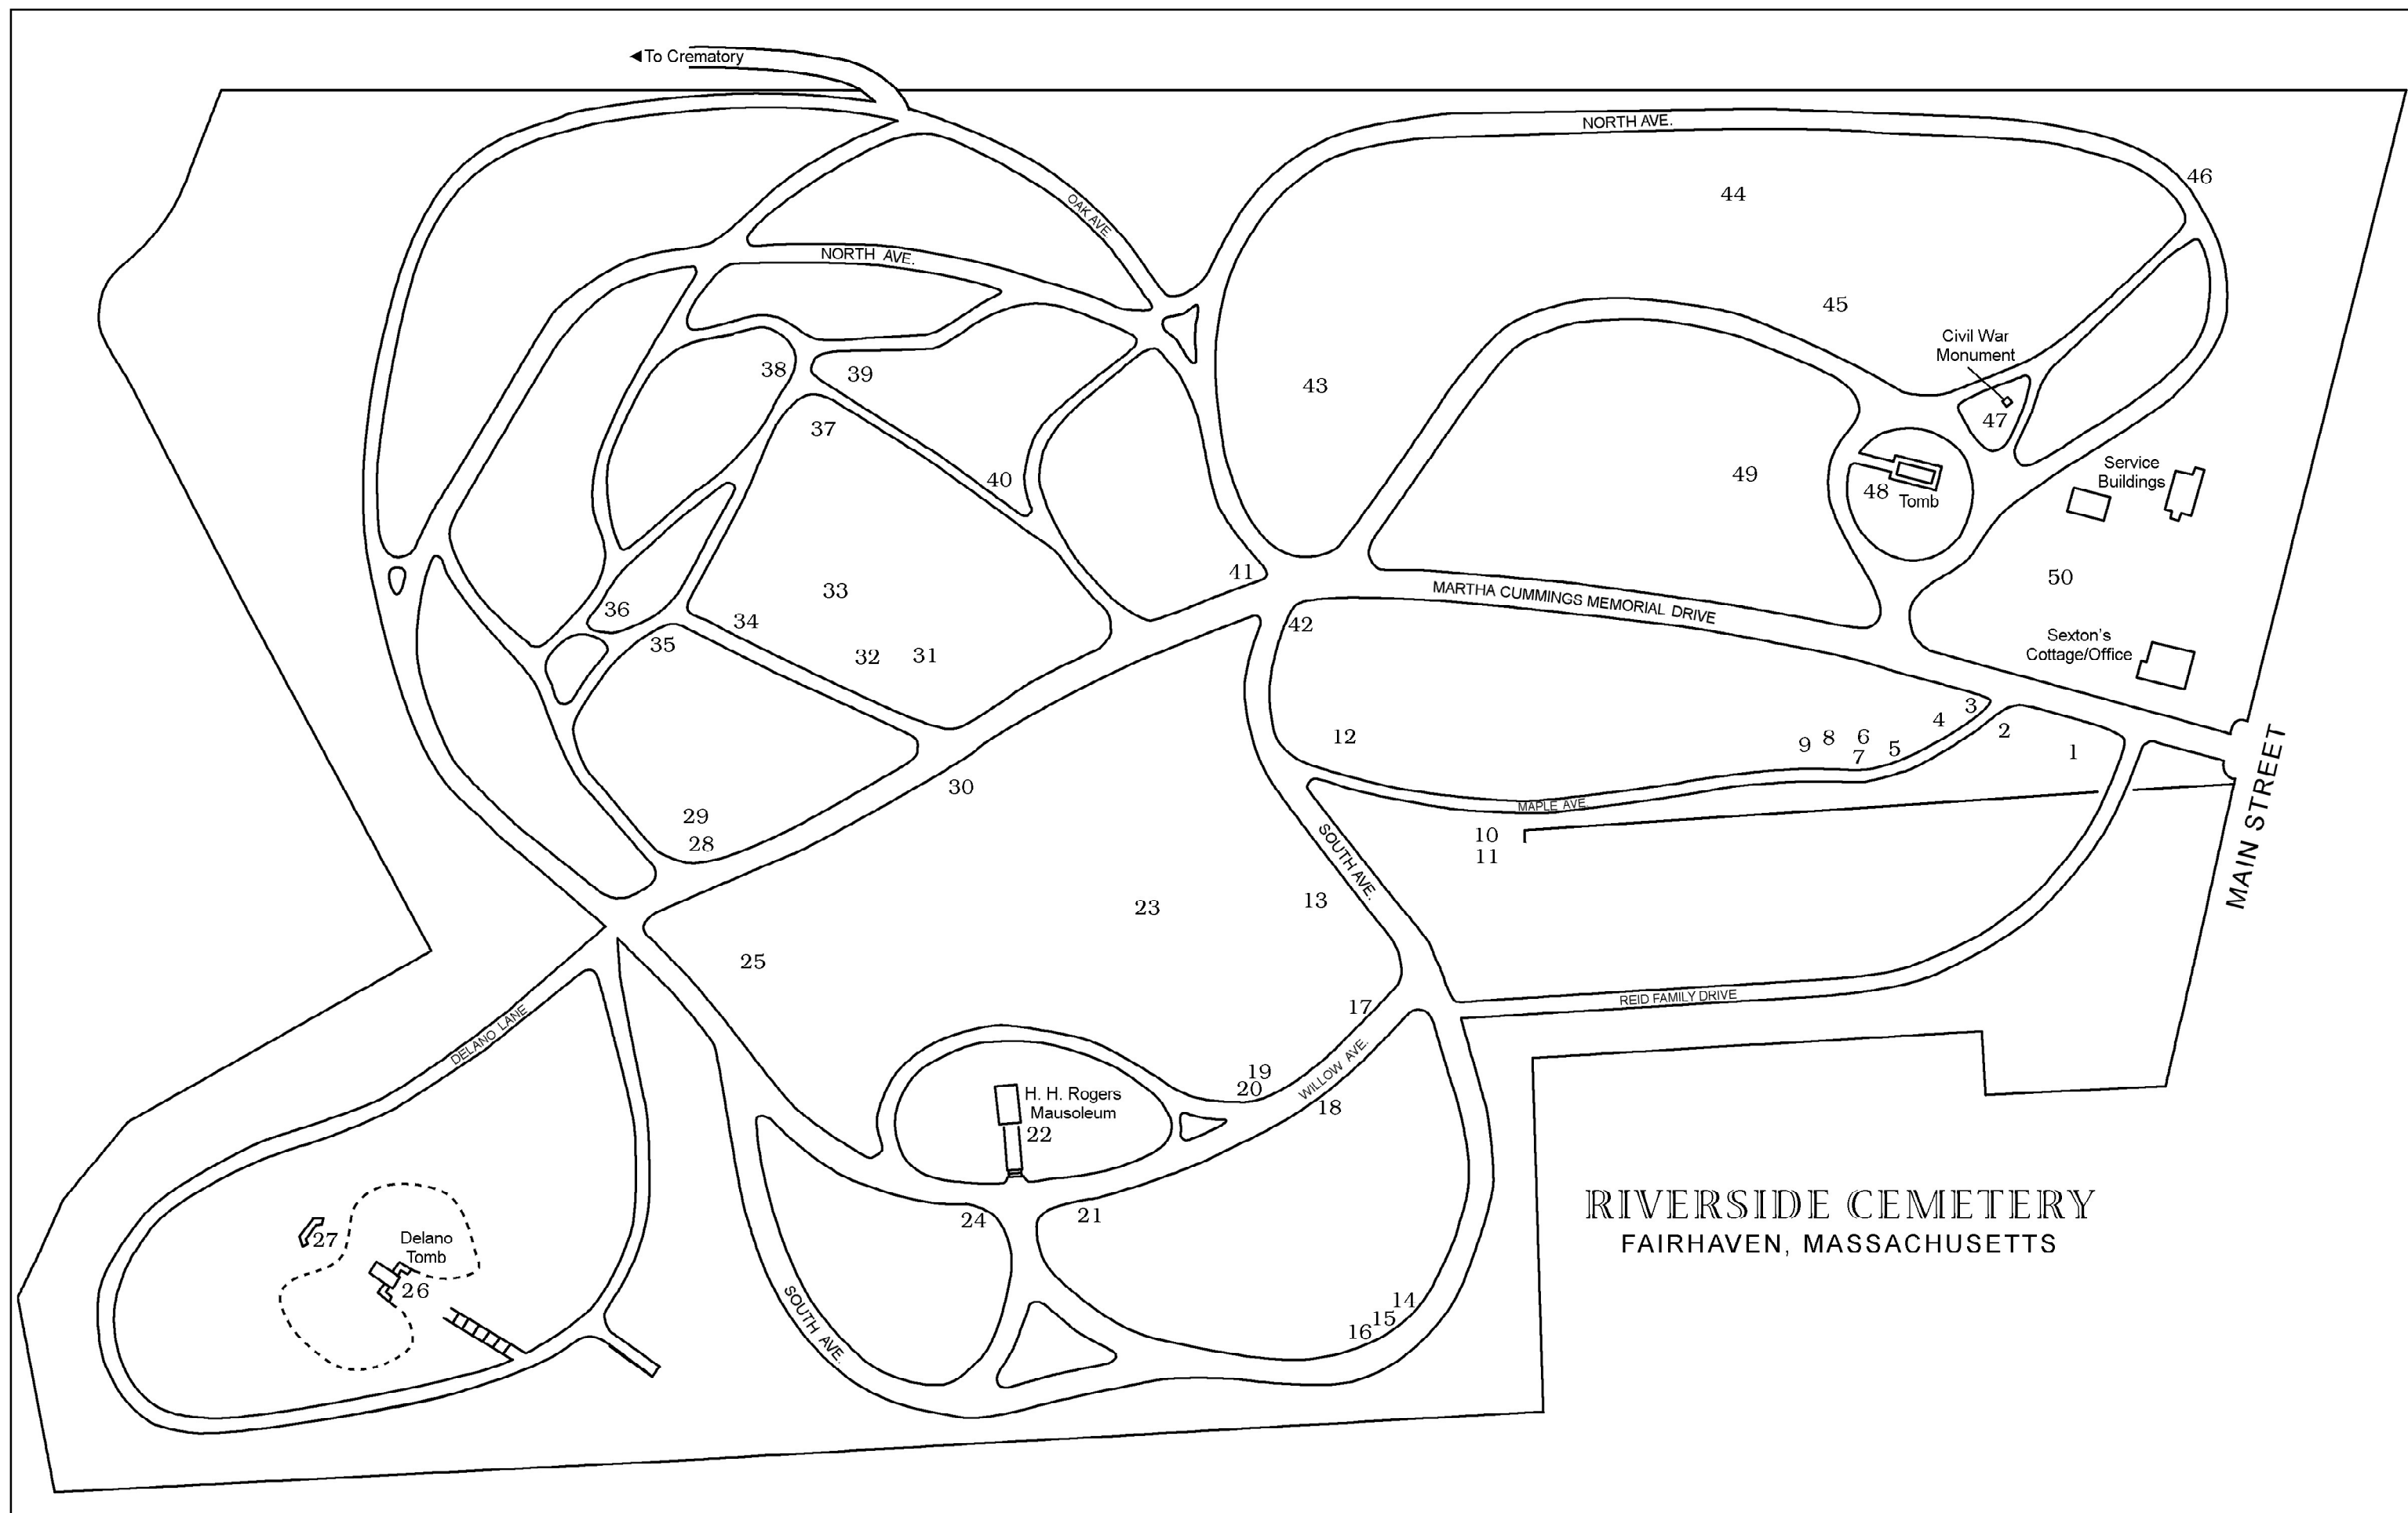 ◄ To Crematory
NORTH AVE.
46
44
OAK AVE.
NORTH AVE.
45
Civil War
Monument
38
39
43
47
37
40
49
48
Tomb
Service
Buildings
41
50
33
MARTHA CUMMINGS MEMORIAL DRIVE
36
34
42
35
32
31
Sexton's
Cottage/Office
3
4
2
12
9
8
6
7
5
1
MAIN STREET
30
MAPLE AVE.
29
28
10
11
SOUTH AVE.
13
23
25
17
REID FAMILY DRIVE
DELANO LANE
19
20
WILLOW AVE.
18
H. H. Rogers
Mausoleum
22
24
21
RIVERSIDE CEMETERY
FAIRHAVEN, MASSACHUSETTS
27
Delano
Tomb
26
SOUTH AVE.
14
15
16